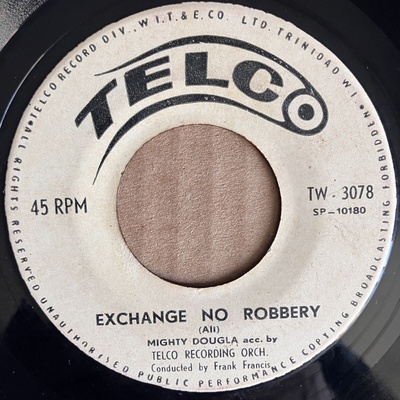 TELCO RECORD DIV., W.I.T. & E. CO. LTD. TRINIDAD W.I.
ALL RIGHTS RESERVED UNAUTHORISED PUBLIC PERFORMANCE COPYING BROADCASTING FORBIDDEN
TELCO
45 RPM
TW - 3078
SP-10180
EXCHANGE NO ROBBERY
(Ali)
MIGHTY DOUGLA acc. by
TELCO RECORDING ORCH.
Conducted by Frank Francis